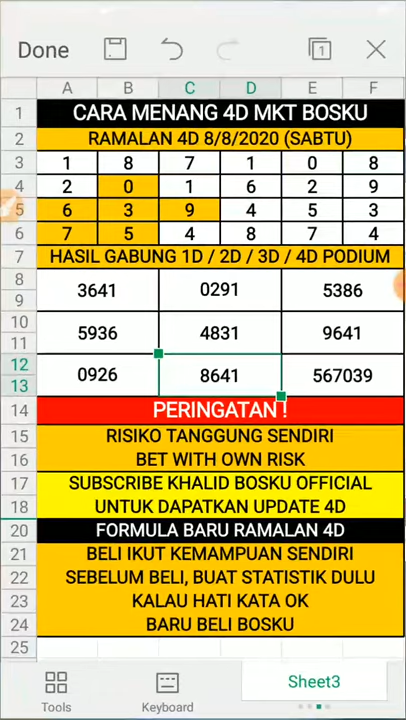 Done 1
A B C D E F
1 CARA MENANG 4D MKT BOSKU
2 RAMALAN 4D 8/8/2020 (SABTU)
3 1 8 7 1 0 8
4 2 0 1 6 2 9
5 6 3 9 4 5 3
6 7 5 4 8 7 4
7 HASIL GABUNG 1D / 2D / 3D / 4D PODIUM
8
3641 0291 5386
9
10
5936 4831 9641
11
12
0926 8641 567039
13
14 PERINGATAN !
15 RISIKO TANGGUNG SENDIRI
16 BET WITH OWN RISK
17 SUBSCRIBE KHALID BOSKU OFFICIAL
18 UNTUK DAPATKAN UPDATE 4D
20 FORMULA BARU RAMALAN 4D
21 BELI IKUT KEMAMPUAN SENDIRI
22 SEBELUM BELI, BUAT STATISTIK DULU
23 KALAU HATI KATA OK
24 BARU BELI BOSKU
25
Tools Keyboard Sheet3